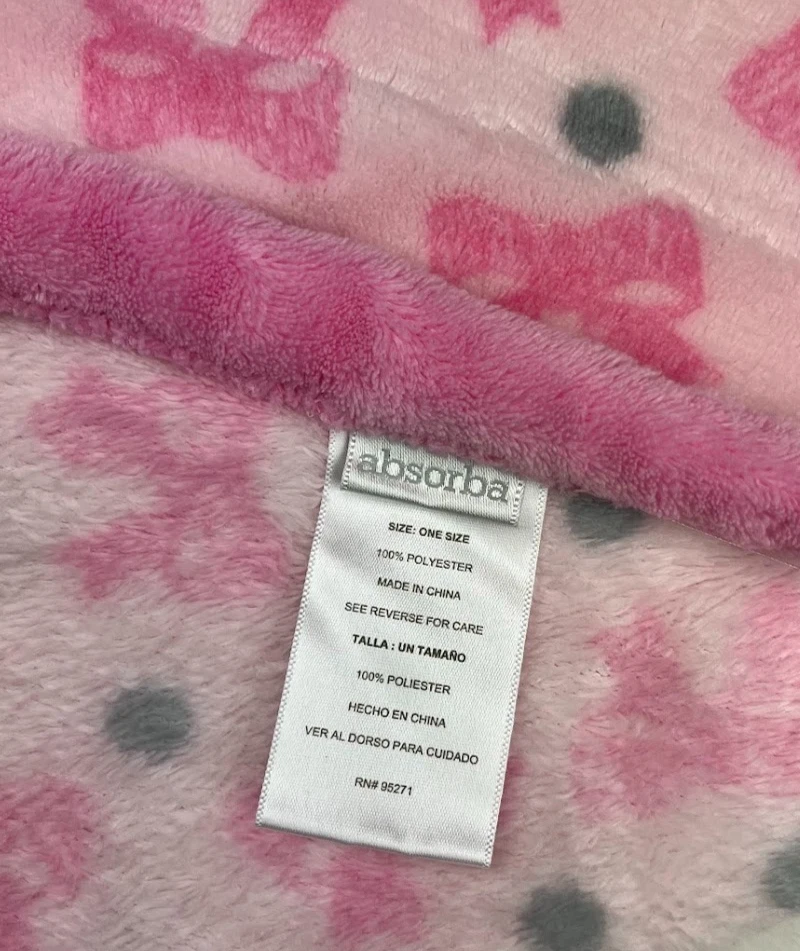 absorba
SIZE: ONE SIZE
100% POLYESTER
MADE IN CHINA
SEE REVERSE FOR CARE
TALLA : UN TAMAÑO
100% POLIESTER
HECHO EN CHINA
VER AL DORSO PARA CUIDADO
RN# 95271